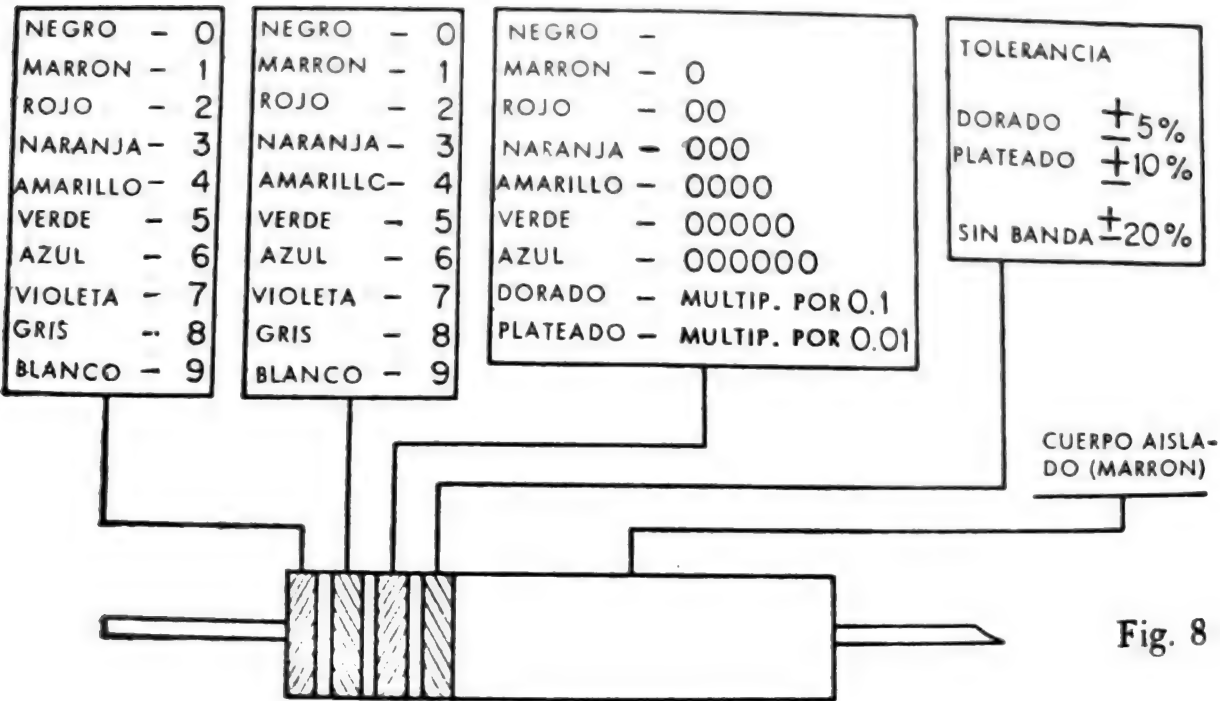 NEGRO - 0
MARRON - 1
ROJO - 2
NARANJA - 3
AMARILLO - 4
VERDE - 5
AZUL - 6
VIOLETA - 7
GRIS - 8
BLANCO - 9
NEGRO - 0
MARRON - 1
ROJO - 2
NARANJA - 3
AMARILLC - 4
VERDE - 5
AZUL - 6
VIOLETA - 7
GRIS - 8
BLANCO - 9
NEGRO -
MARRON - 0
ROJO - 00
NARANJA - 000
AMARILLO - 0000
VERDE - 00000
AZUL - 000000
DORADO - MULTIP. POR 0.1
PLATEADO - MULTIP. POR 0.01
TOLERANCIA
DORADO ±5%
PLATEADO ±10%
SIN BANDA ±20%
CUERPO AISLA-
DO (MARRON)
Fig. 8